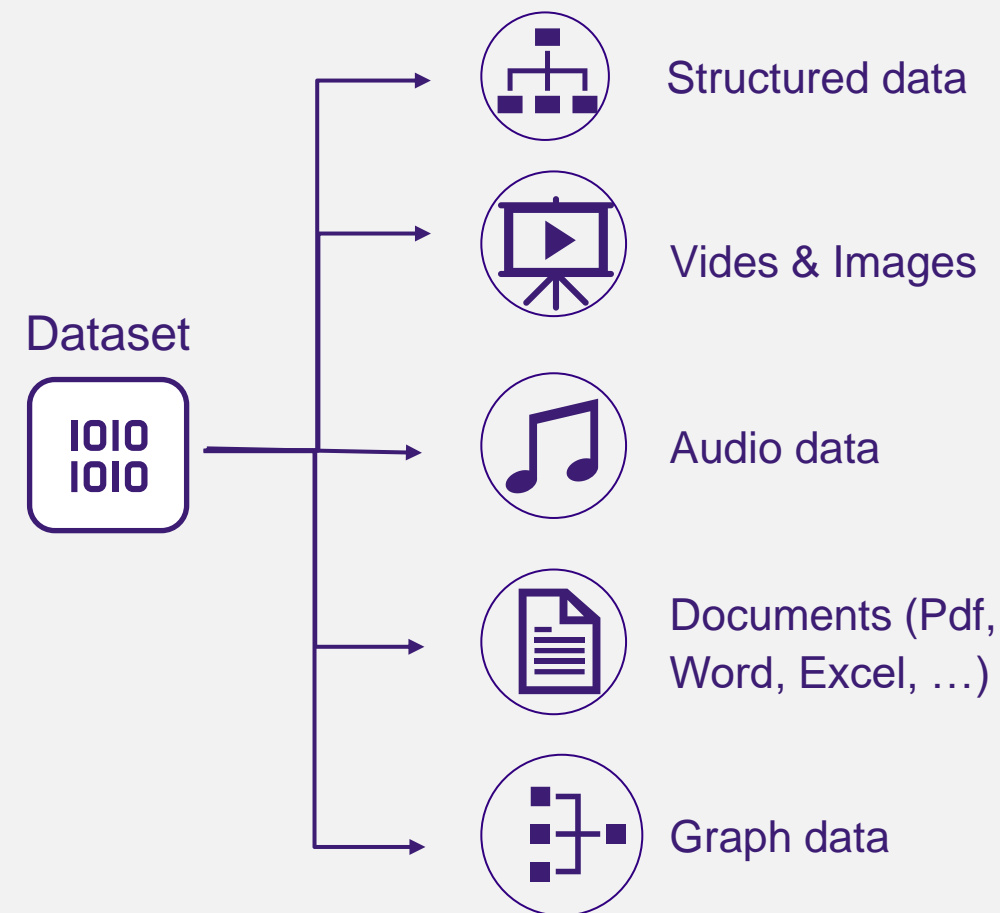 Structured data
Vides & Images
Dataset
1010
1010
Audio data
Documents (Pdf,
Word, Excel, …)
Graph data